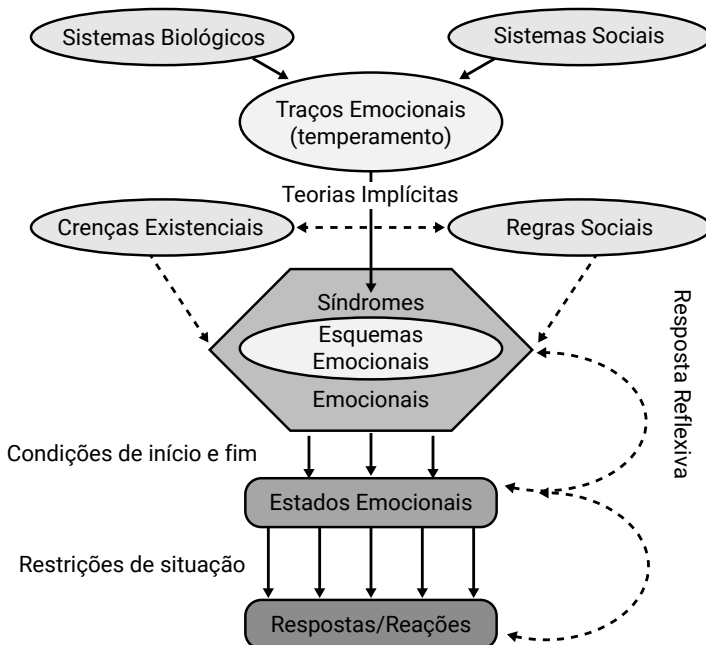 Sistemas Biológicos
Sistemas Sociais
Traços Emocionais
(temperamento)
Teorias Implícitas
Crenças Existenciais
Regras Sociais
Síndromes
Esquemas
Emocionais
Emocionais
Resposta Reflexiva
Condições de início e fim
Estados Emocionais
Restrições de situação
Respostas/Reações